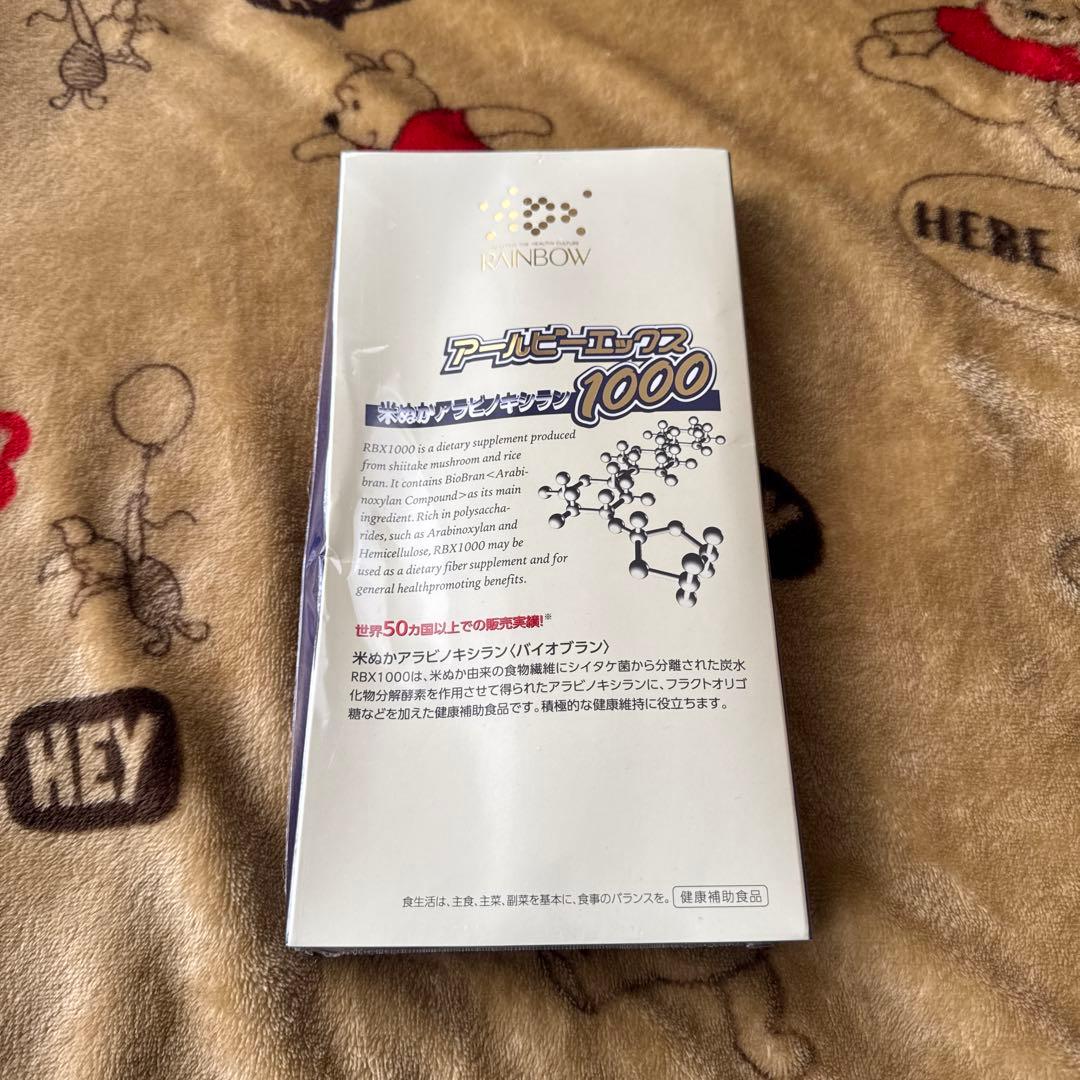 RAINBOW
アールビーエックス
米ぬかアラビノキシラン 1000
RBX1000 is a dietary supplement produced
from shiitake mushroom and rice
bran. It contains BioBran<Arabi-
noxylan Compound>as its main
ingredient. Rich in polysaccha-
rides, such as Arabinoxylan and
Hemicellulose, RBX1000 may be
used as a dietary fiber supplement and for
general healthpromoting benefits.
世界50カ国以上での販売実績!※
米ぬかアラビノキシラン〈バイオブラン〉
RBX1000は、米ぬか由来の食物繊維にシイタケ菌から分離された炭水
化物分解酵素を作用させて得られたアラビノキシランに、フラクトオリゴ
糖などを加えた健康補助食品です。積極的な健康維持に役立ちます。
食生活は、主食、主菜、副菜を基本に、食事のバランスを。 健康補助食品
HERE
HEY